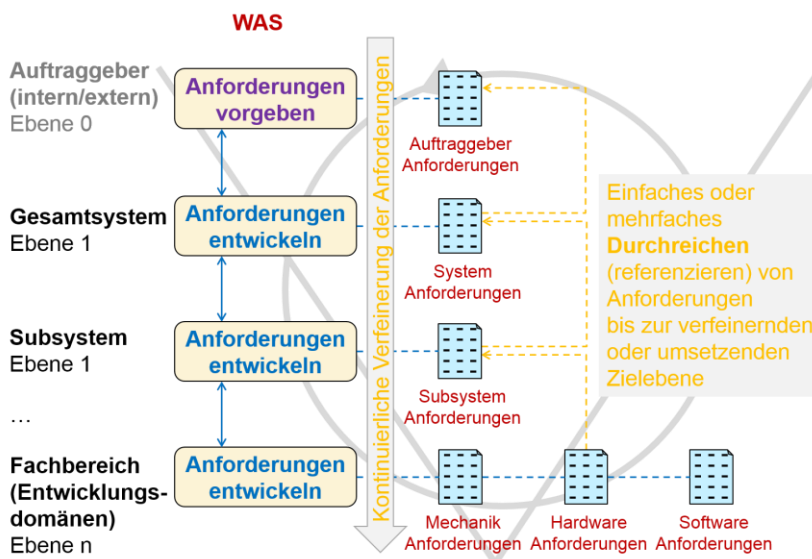 WAS
Auftraggeber
(intern/extern)
Ebene 0
Anforderungen
vorgeben
Auftraggeber
Anforderungen
Gesamtsystem
Ebene 1
Anforderungen
entwickeln
System
Anforderungen
Subsystem
Ebene 1
Anforderungen
entwickeln
Subsystem
Anforderungen
...
Fachbereich
(Entwicklungs-
domänen)
Ebene n
Anforderungen
entwickeln
Mechanik
Anforderungen
Hardware
Anforderungen
Software
Anforderungen
Kontinuierliche Verfeinerung der Anforderungen
Einfaches oder
mehrfaches
Durchreichen
(referenzieren) von
Anforderungen
bis zur verfeinernden
oder umsetzenden
Zielebene